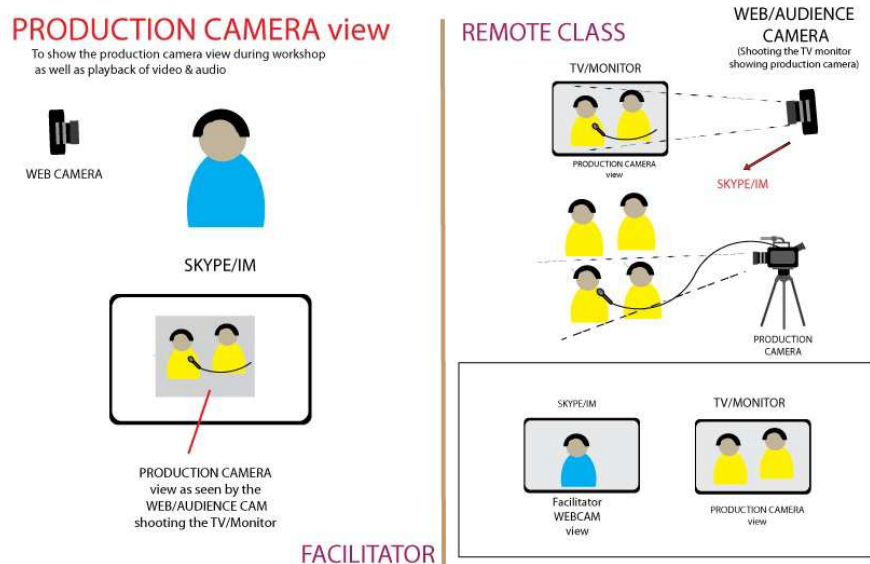 PRODUCTION CAMERA view
To show the production camera view during workshop
as well as playback of video & audio
WEB CAMERA
SKYPE/IM
PRODUCTION CAMERA
view as seen by the
WEB/AUDIENCE CAM
shooting the TV/Monitor
FACILITATOR
REMOTE CLASS
WEB/AUDIENCE
CAMERA
(Shooting the TV monitor
showing production camera)
TV/MONITOR
PRODUCTION CAMERA
view
SKYPE/IM
PRODUCTION
CAMERA
SKYPE/IM
Facilitator
WEBCAM
view
TV/MONITOR
PRODUCTION CAMERA
view